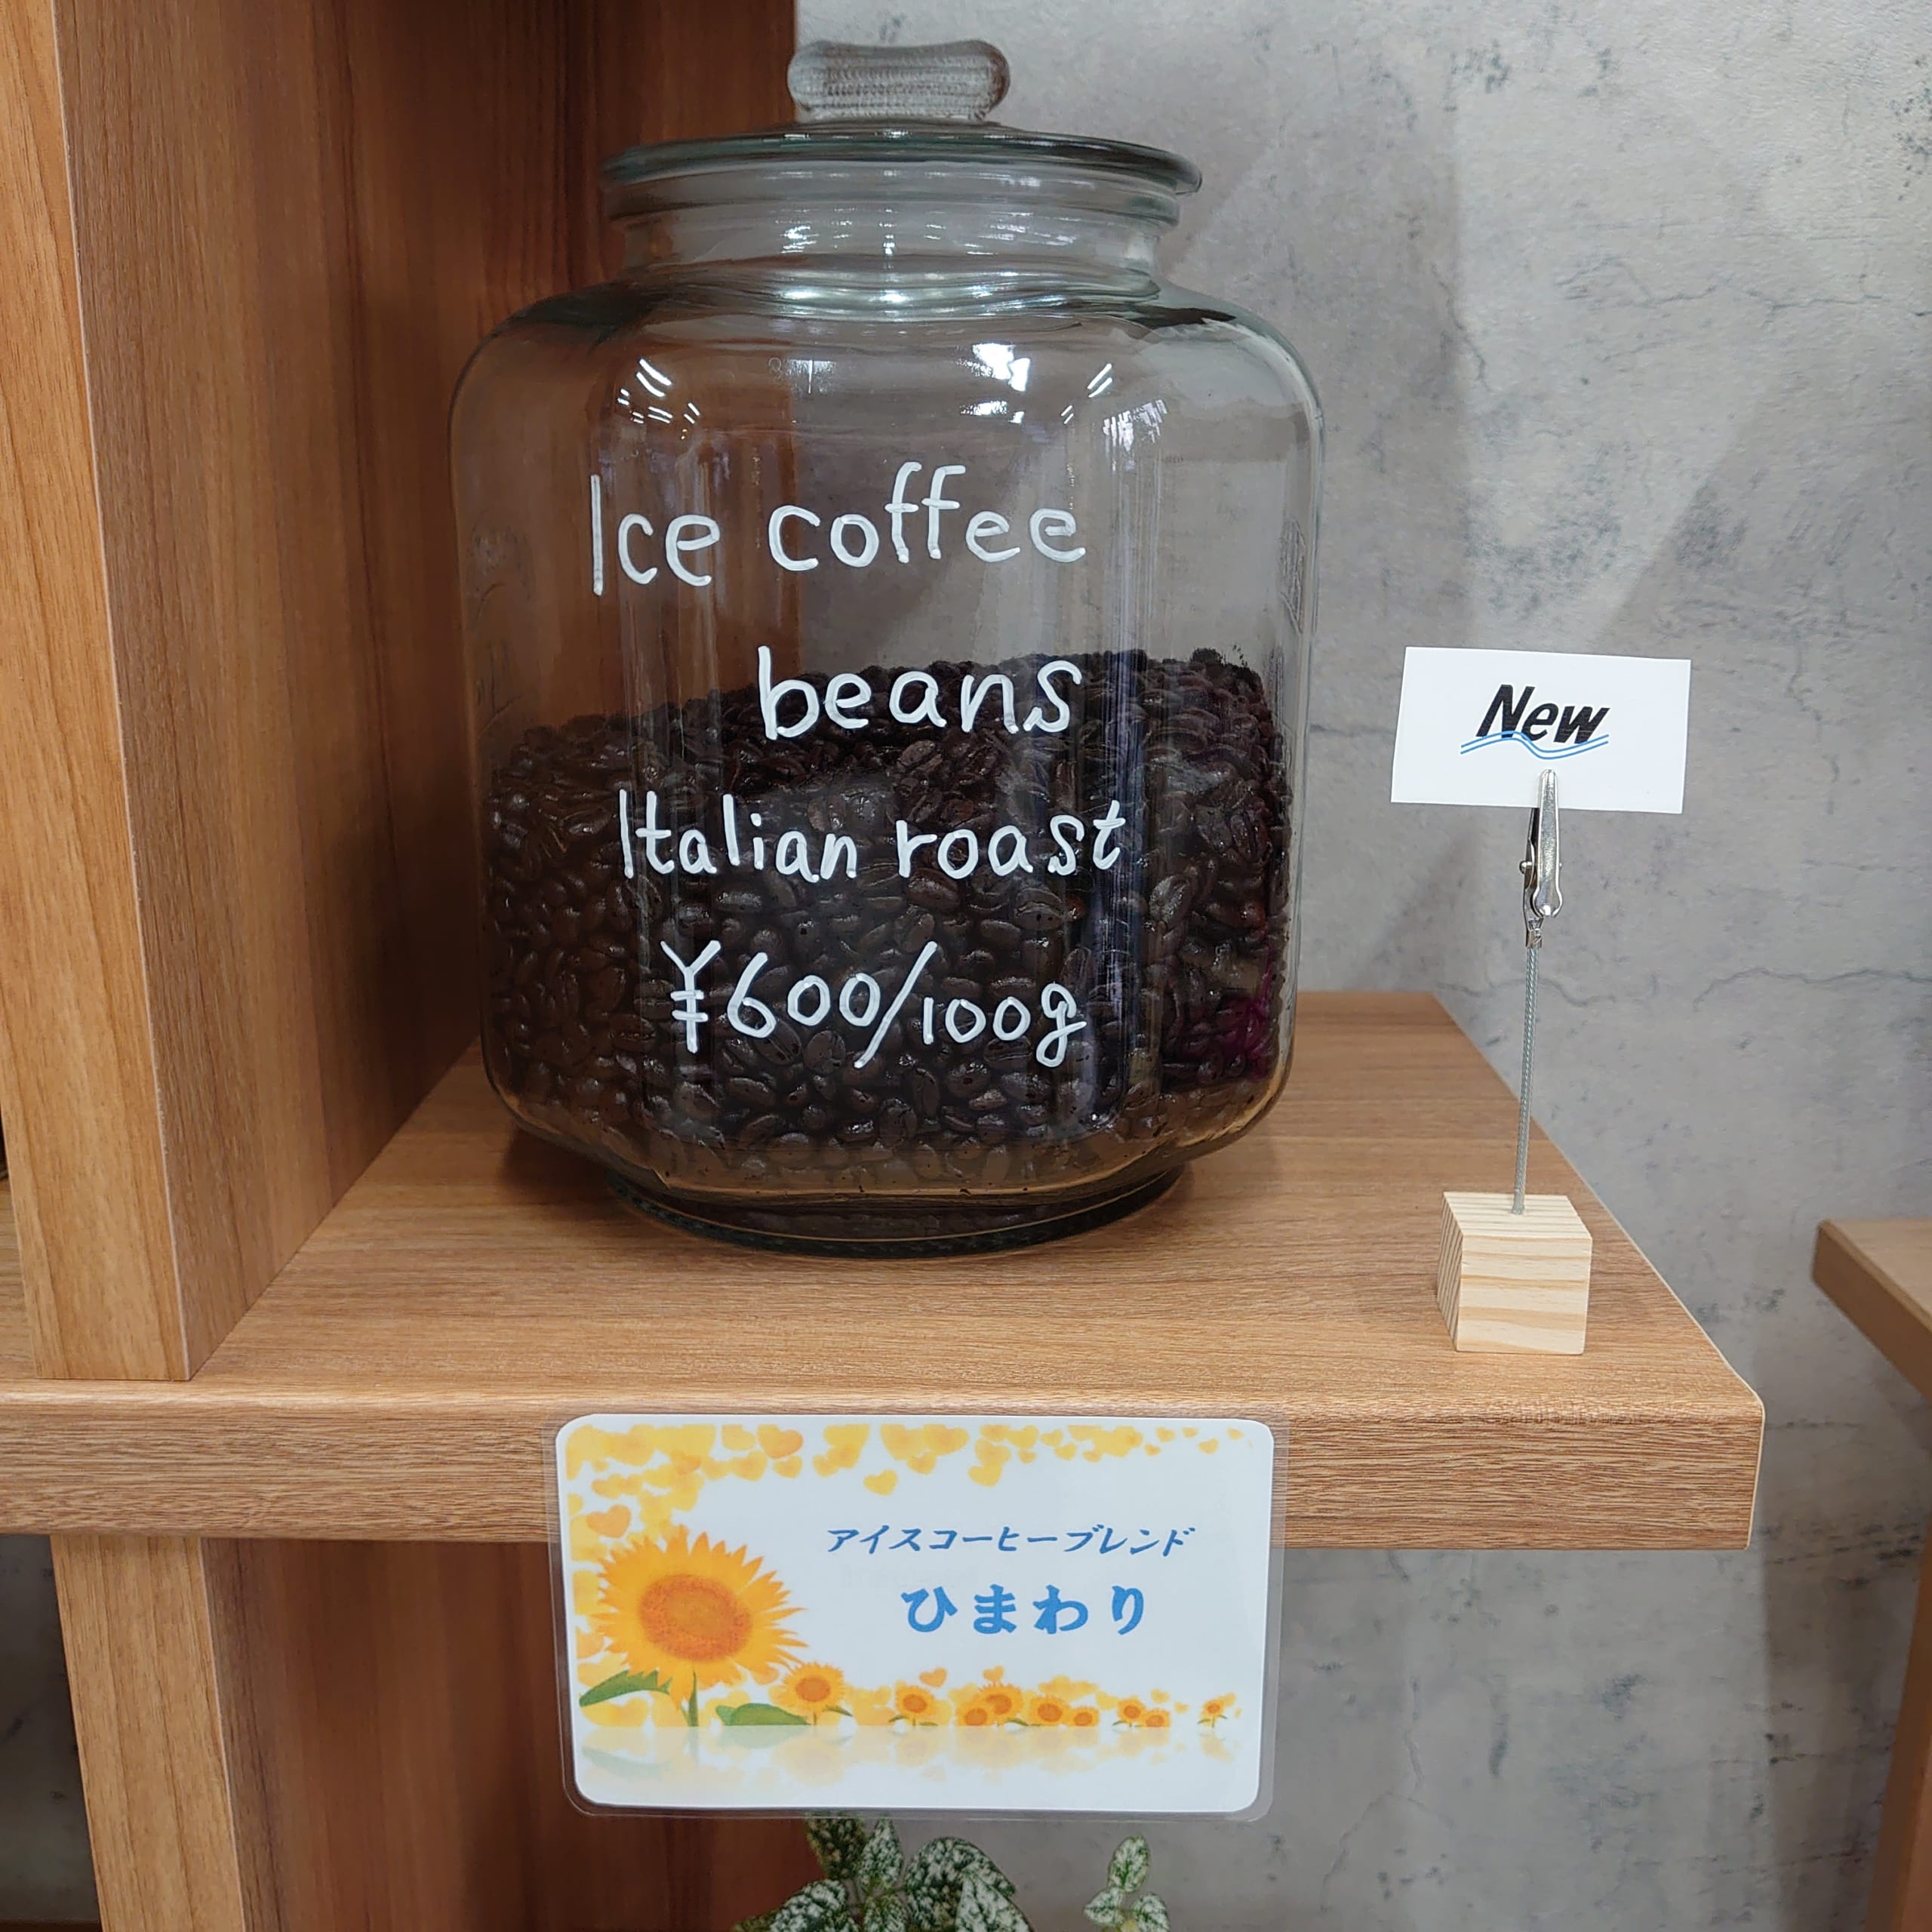 Ice coffee
beans
Italian roast
¥600/100g
New
アイスコーヒーブレンド
ひまわり